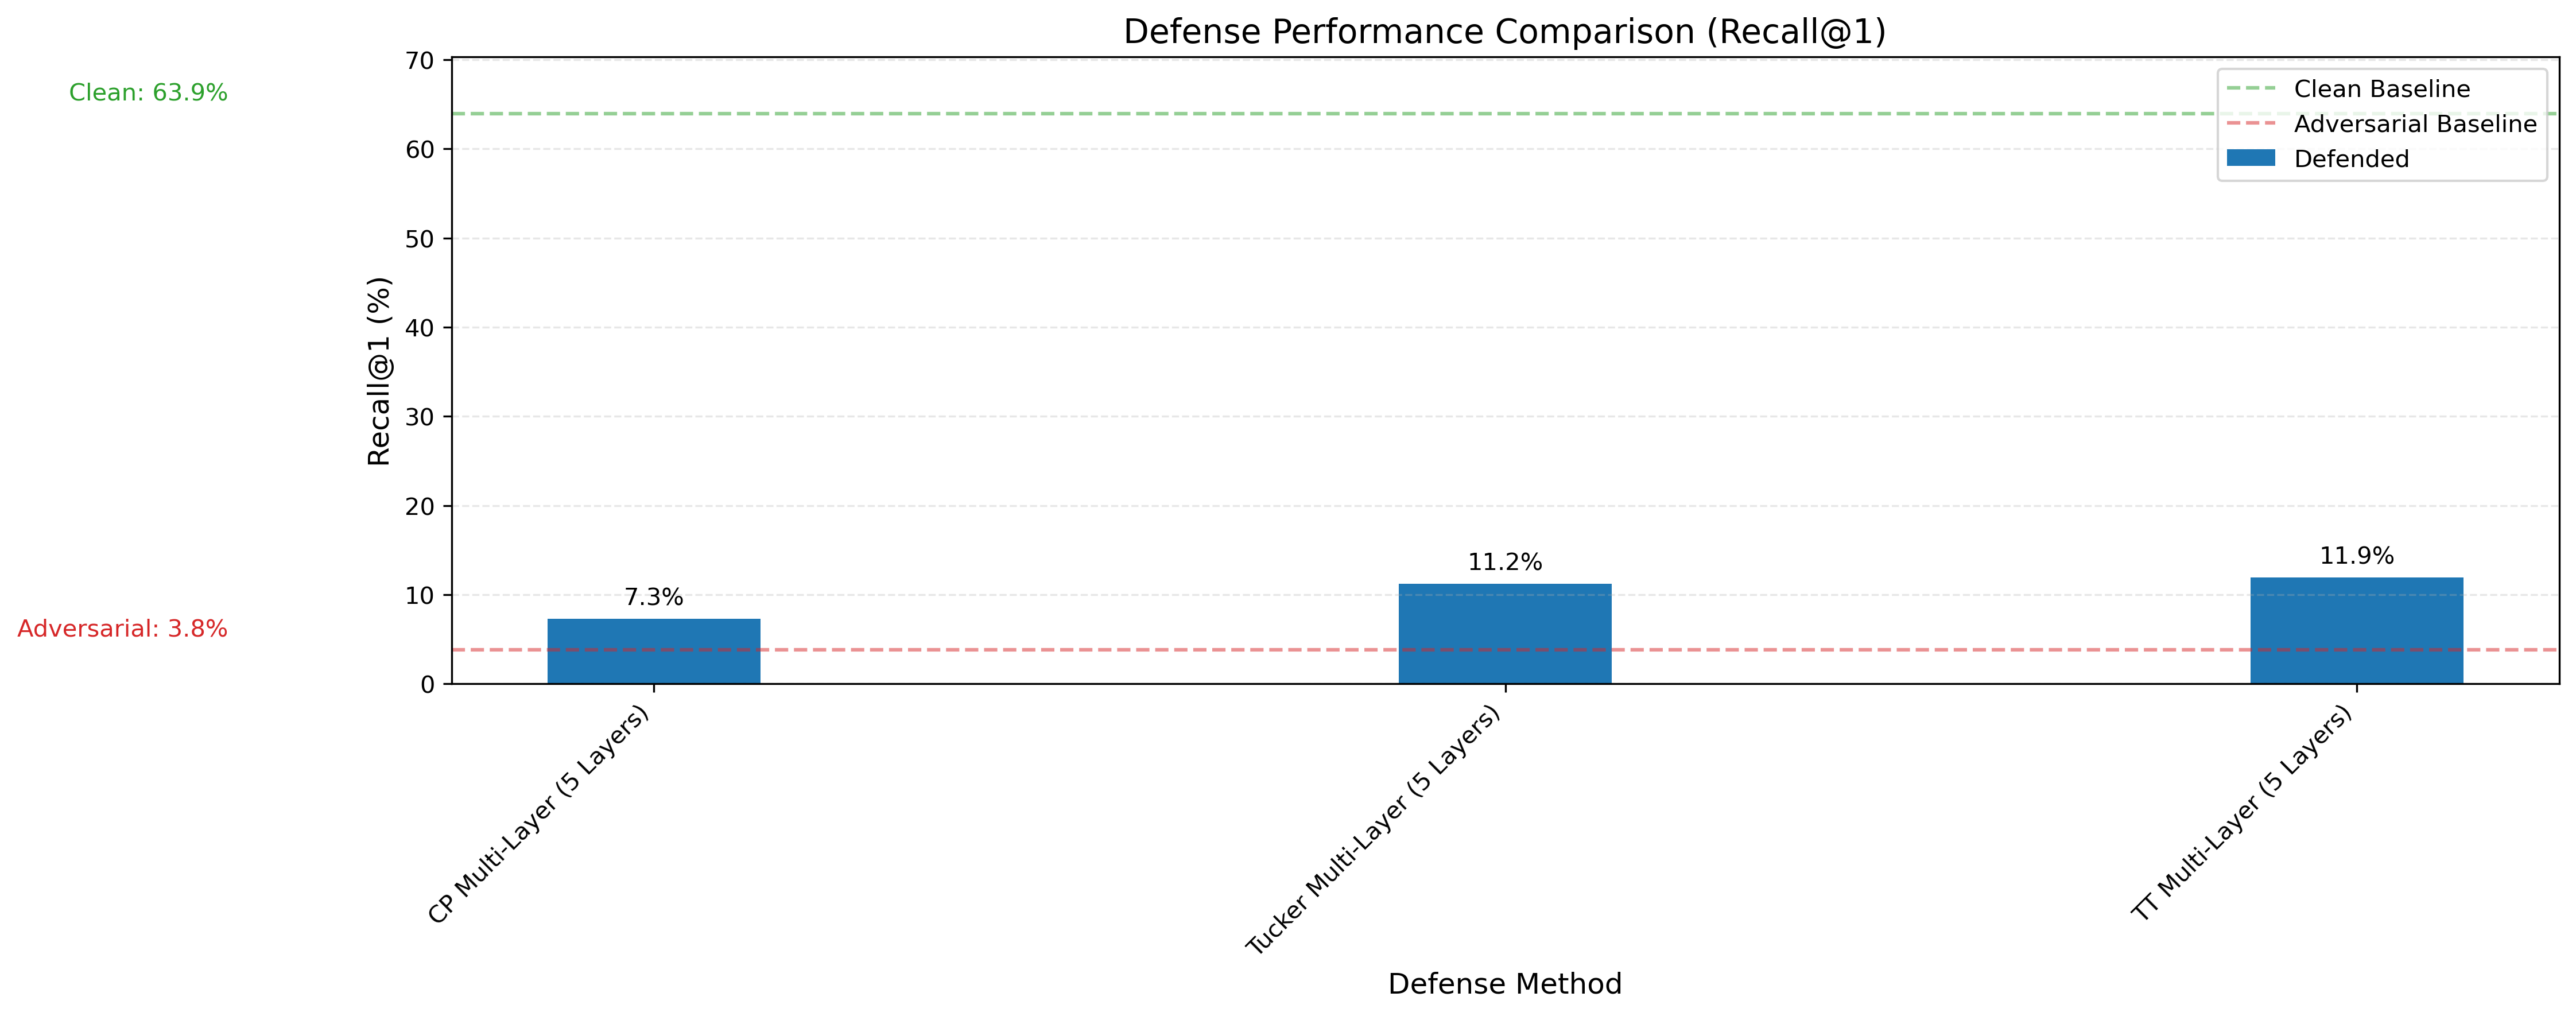 Defense Performance Comparison (Recall@1)
Clean: 63.9%
Adversarial: 3.8%
Recall@1 (%)
70
60
50
40
30
20
10
0
Clean Baseline
Adversarial Baseline
Defended
7.3%
11.2%
11.9%
CP Multi-Layer (5 Layers)
Tucker Multi-Layer (5 Layers)
TT Multi-Layer (5 Layers)
Defense Method